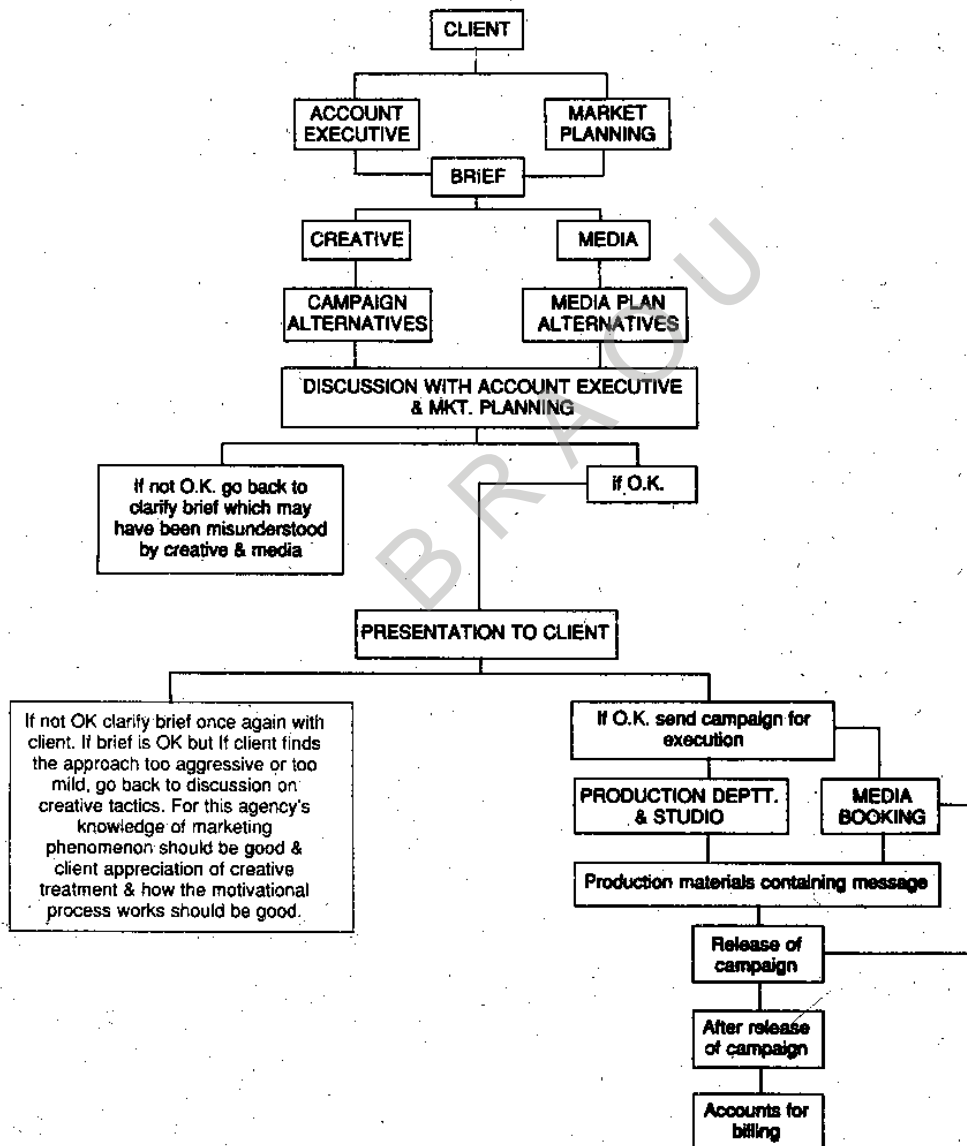 CLIENT
ACCOUNT
EXECUTIVE
MARKET
PLANNING
BRIEF
CREATIVE
MEDIA
CAMPAIGN
ALTERNATIVES
MEDIA PLAN
ALTERNATIVES
DISCUSSION WITH ACCOUNT EXECUTIVE
& MKT. PLANNING
If not O.K. go back to
clarify brief which may
have been misunderstood
by creative & media
if O.K.
PRESENTATION TO CLIENT
If not OK clarify brief once again with
client. If brief is OK but If client finds
the approach too aggressive or too
mild, go back to discussion on
creative tactics. For this agency's
knowledge of marketing
phenomenon should be good &
client appreciation of creative
treatment & how the motivational
process works should be good.
If O.K. send campaign for
execution
PRODUCTION DEPTT.
& STUDIO
MEDIA
BOOKING
Production materials containing message
Release of
campaign
After release
of campaign
Accounts for
billing
BRAOU